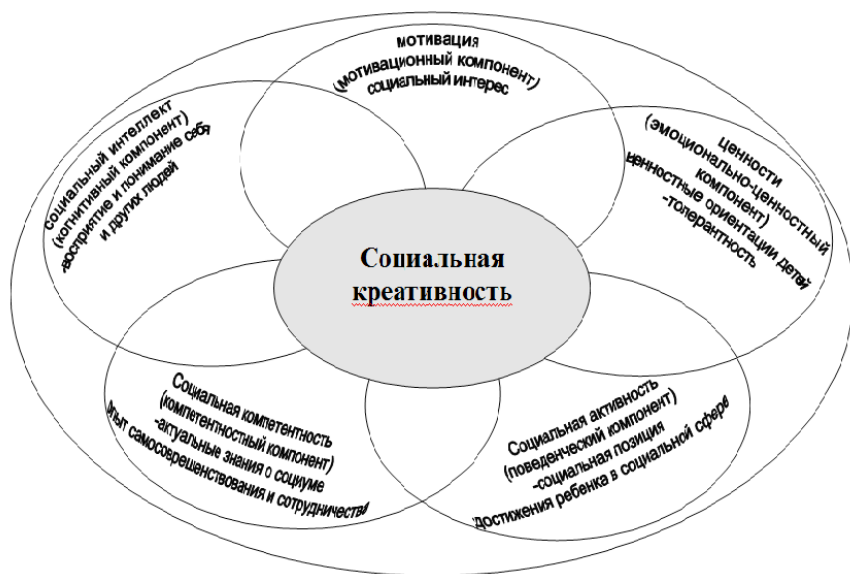 мотивация
(мотивационный компонент)
социальный интерес
социальный интеллект
(когнитивный компонент)
-восприятие и понимание себя
и других людей
ценности
(эмоционально-ценностный
компонент)
ценностные ориентации детей
-толерантность
Социальная
креативность
Социальная компетентность
(компетентностный компонент)
-актуальные знания о социуме
опыт самосовершенствования и сотрудничества
Социальная активность
(поведенческий компонент)
-социальная позиция
достижения ребенка в социальной сфере